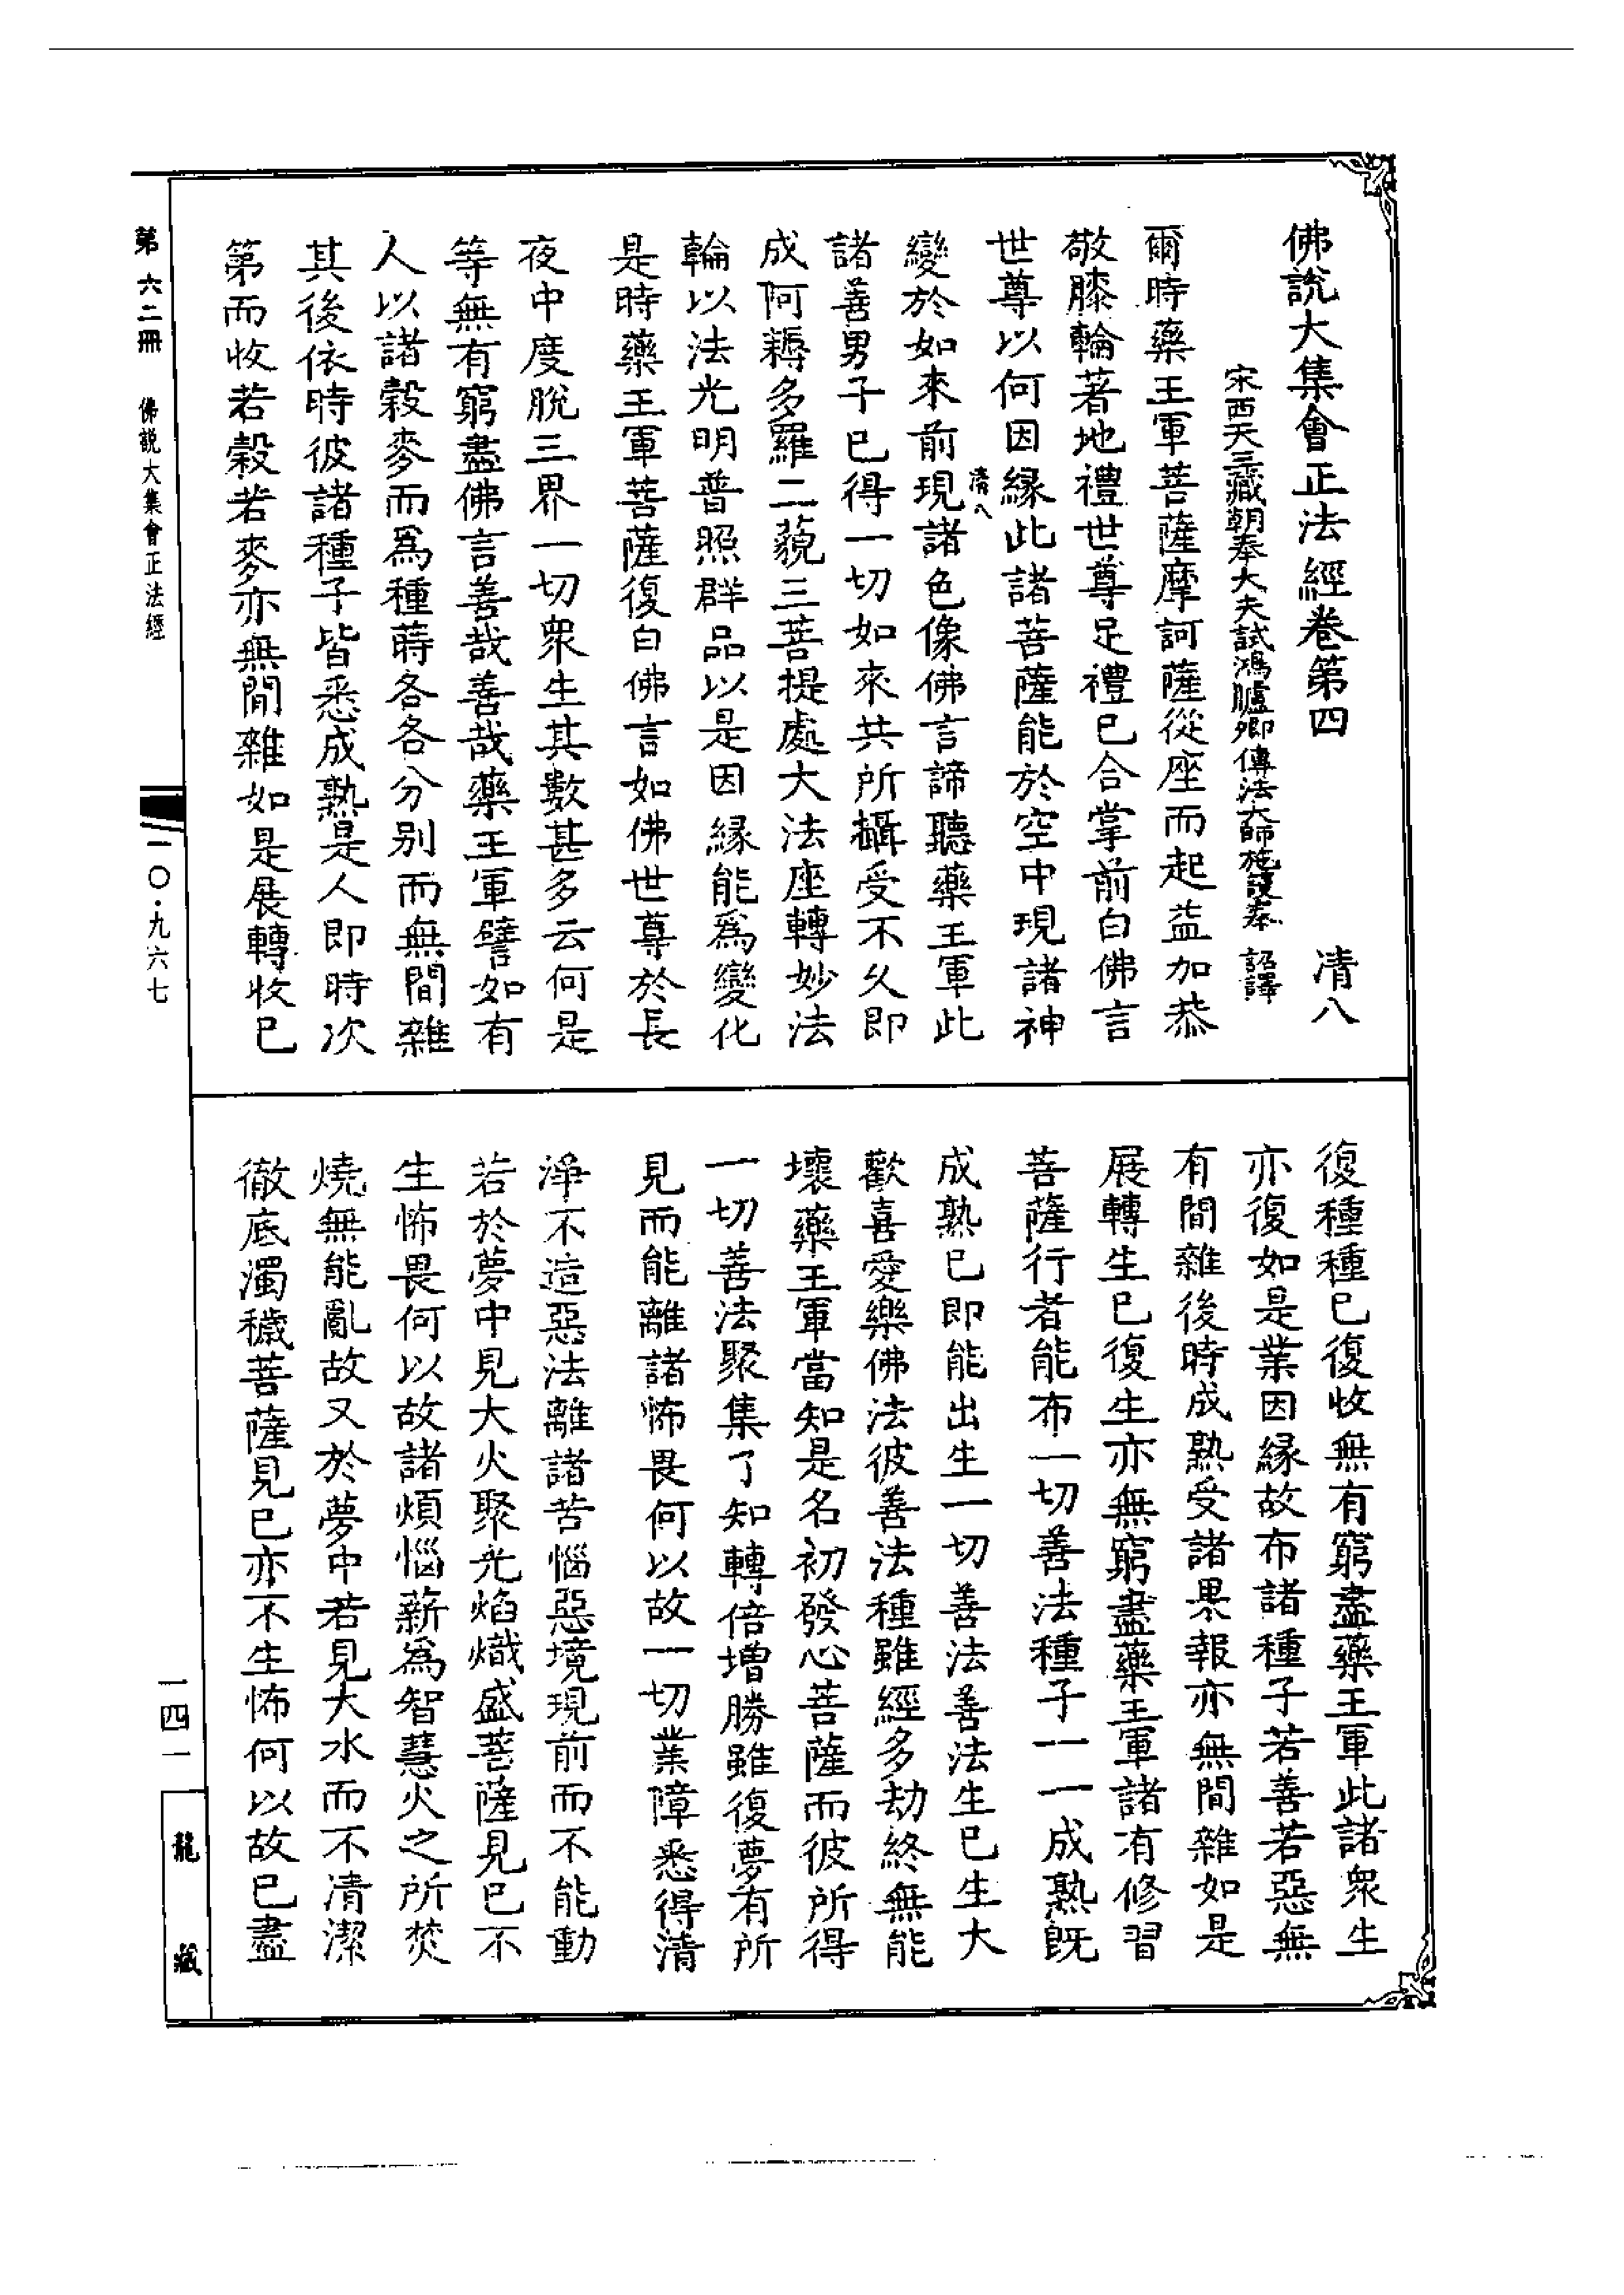 佛說大集會正法經卷第四　清八
宋西天三藏朝奉大夫試鴻臚卿傳法大師施護奉　詔譯
爾時藥王軍菩薩摩訶薩從座而起益加恭
敬膝輪著地禮世尊足禮已合掌前白佛言
世尊以何因緣此諸菩薩能於空中現諸神
清八
變於如來前現諸色像佛言諦聽藥王軍此
諸善男子已得一切如來共所攝受不久即
成阿耨多羅二藐三菩提處大法座轉妙法
輪以法光明普照群品以是因緣能為變化
是時藥王軍菩薩復白佛言如佛世尊於長
夜中度脫三界一切眾生其數甚多云何是
等無有窮盡佛言善哉善哉藥王軍譬如有
人以諸穀麥而為種蒔各各分別而無間雜
其後依時彼諸種子皆悉成熟是人即時次
第而收若穀若麥亦無間雜如是展轉收已
復種種已復收無有窮盡藥王軍此諸眾生
亦復如是業因緣故布諸種子若善若惡無
有間雜後時成熟受諸果報亦無間雜如是
展轉生已復生亦無窮盡藥王軍諸有修習
菩薩行者能布一切善法種子一一成熟既
成熟已即能出生一切善法善法生已生大
歡喜愛樂佛法彼善法種雖經多劫終無能
壞藥王軍當知是名初發心菩薩而彼所得
一切善法聚集了知轉倍增勝雖復夢有所
見而能離諸怖畏何以故一切業障悉得清
淨不造惡法離諸苦惱惡境現前而不能動
若於夢中見大火聚光焰熾盛菩薩見已不
生怖畏何以故諸煩惱薪為智慧火之所焚
燒無能亂故又於夢中若見大水而不清潔
徹底濁穢菩薩見已亦不生怖何以故已盡
第六二冊　佛說大集會正法經
一〇·九六七
一四一
龍藏